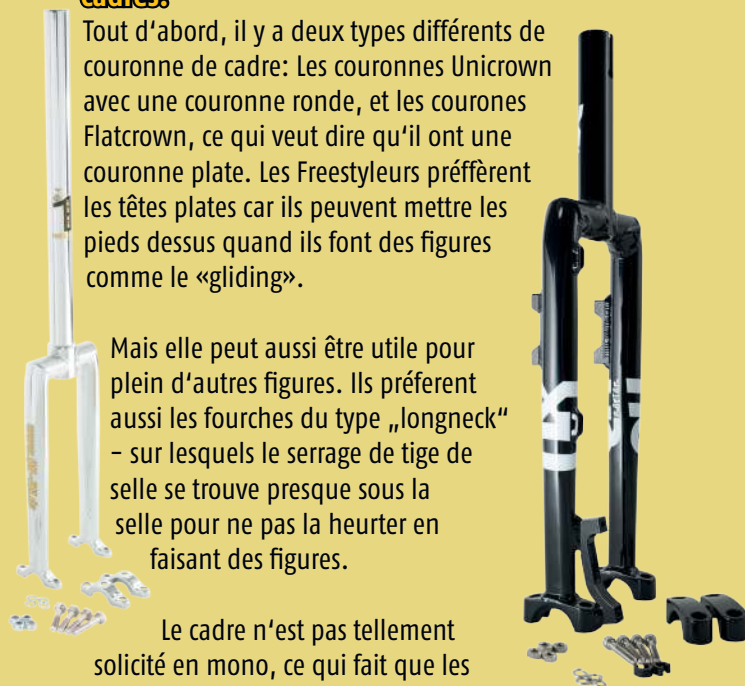 cadres:
Tout d‘abord, il y a deux types différents de
couronne de cadre: Les couronnes Unicrown
avec une couronne ronde, et les courones
Flatcrown, ce qui veut dire qu‘il ont une
couronne plate. Les Freestyleurs préffèrent
les têtes plates car ils peuvent mettre les
pieds dessus quand ils font des figures
comme le «gliding».
Mais elle peut aussi être utile pour
plein d‘autres figures. Ils préferent
aussi les fourches du type „longneck“
– sur lesquels le serrage de tige de
selle se trouve presque sous la
selle pour ne pas la heurter en
faisant des figures.
Le cadre n‘est pas tellement
solicité en mono, ce qui fait que les